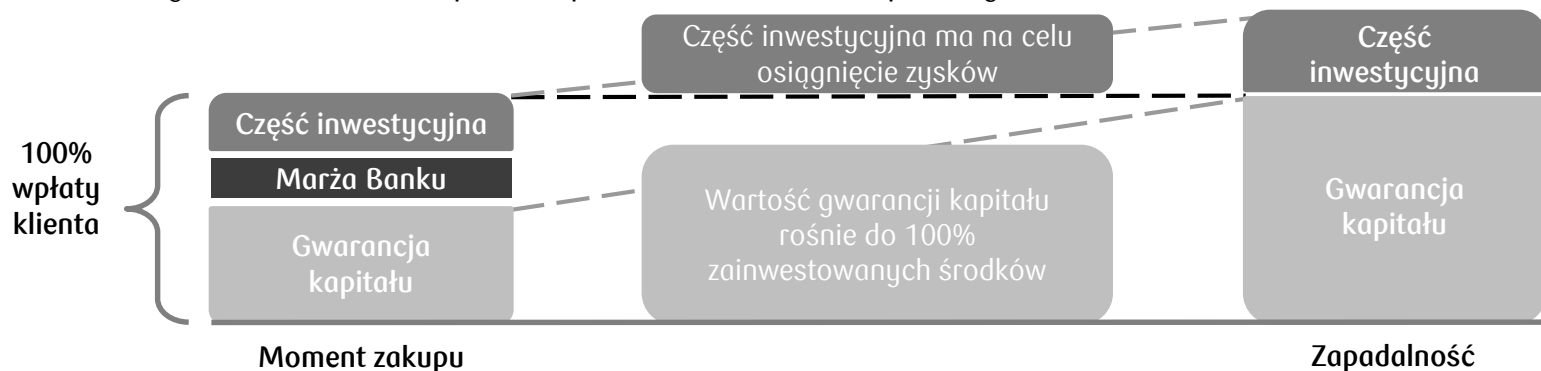 Część inwestycyjna ma na celu
osiągnięcie zysków
Część
inwestycyjna
Część inwestycyjna
100%
wpłaty
klienta
Marża Banku
Gwarancja
kapitału
Wartość gwarancji kapitału
rośnie do 100%
zainwestowanych środków
Gwarancja
kapitału
Moment zakupu
Zapadalność